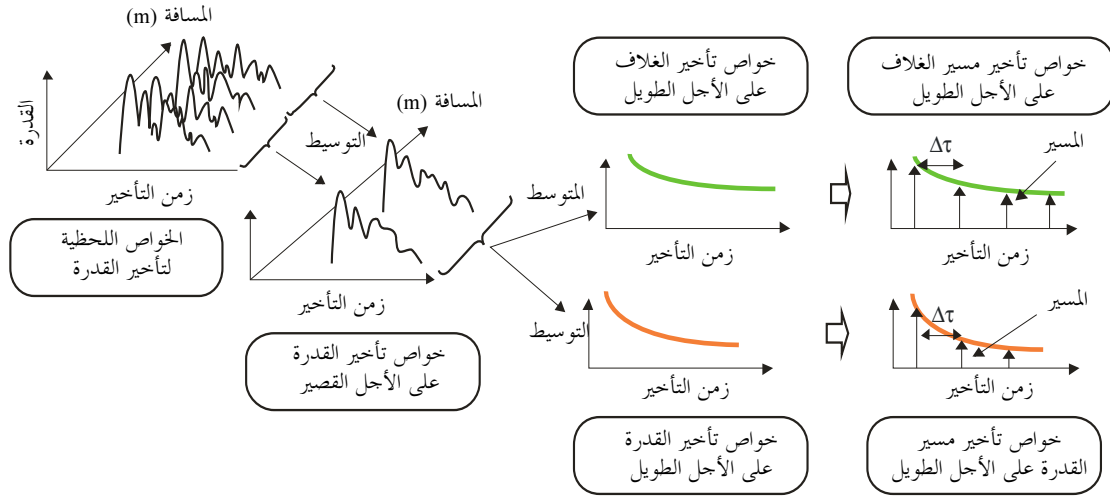 المسافة (m)
القدرة
زمن التأخير
الخواص اللحظية
لتأخير القدرة
المسافة (m)
التوسيط
زمن التأخير
خواص تأخير القدرة
على الأجل القصير
المتوسط
التوسيط
خواص تأخير الغلاف
على الأجل الطويل
زمن التأخير
زمن التأخير
خواص تأخير القدرة
على الأجل الطويل
خواص تأخير مسير الغلاف
على الأجل الطويل
Δτ
المسير
زمن التأخير
Δτ
المسير
زمن التأخير
خواص تأخير مسير
القدرة على الأجل الطويل